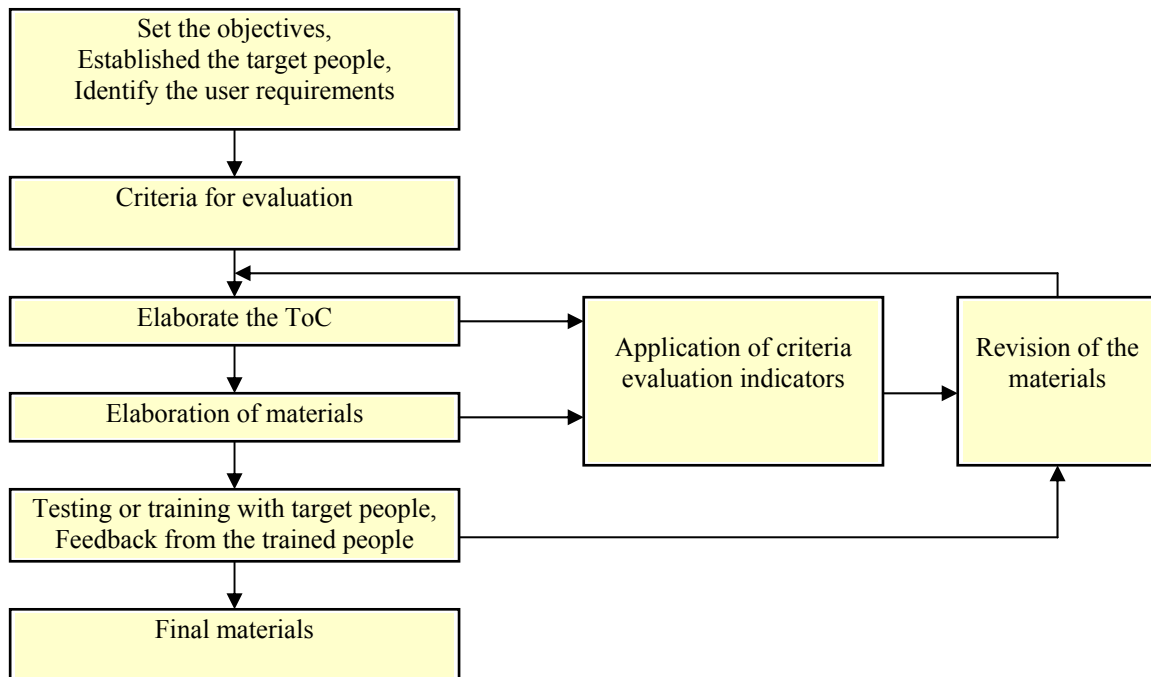 Set the objectives,
Established the target people,
Identify the user requirements
Criteria for evaluation
Elaborate the ToC
Application of criteria
evaluation indicators
Revision of the
materials
Elaboration of materials
Testing or training with target people,
Feedback from the trained people
Final materials